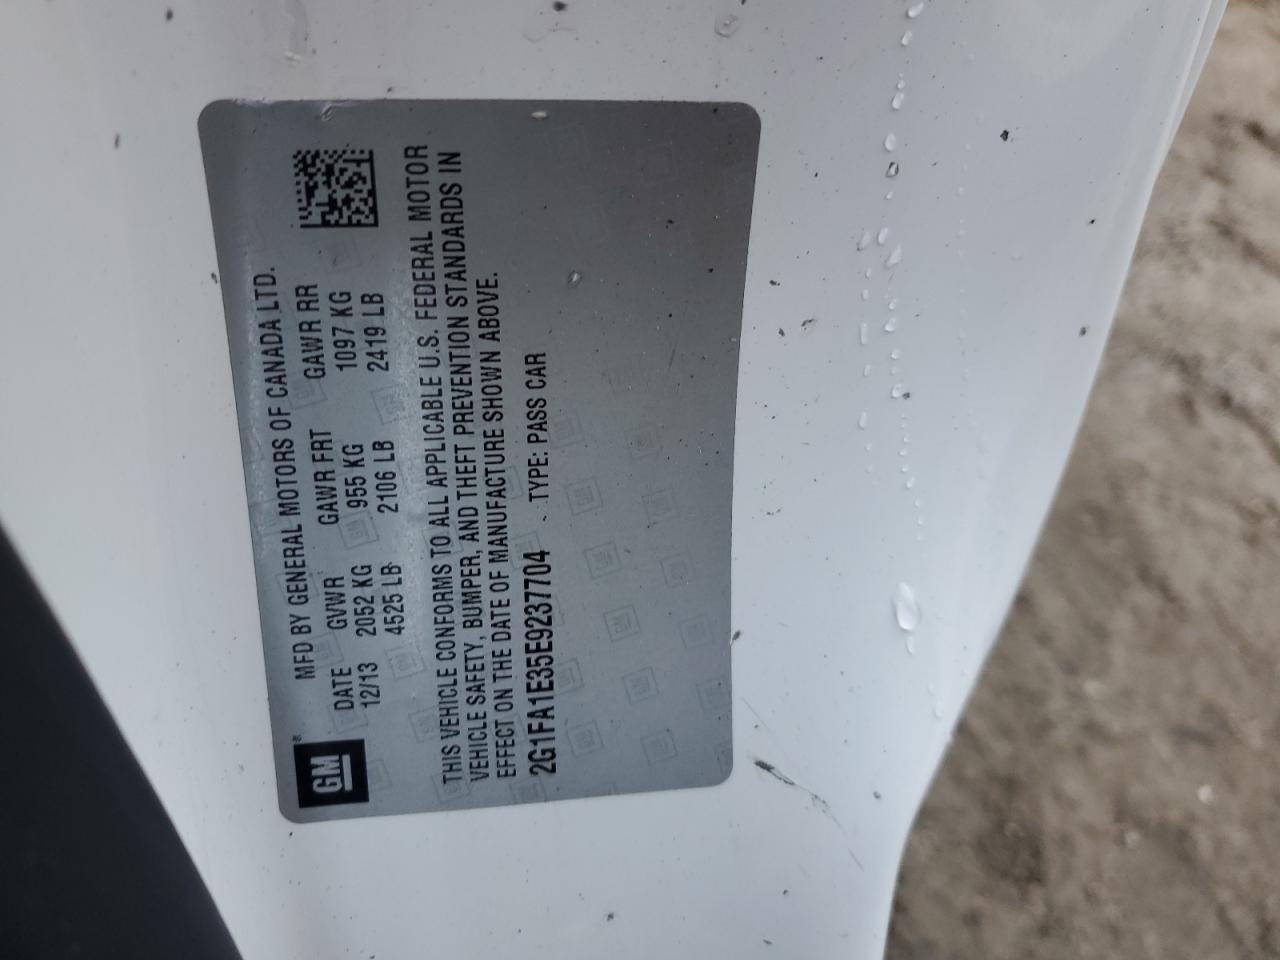 GM®
MFD BY GENERAL MOTORS OF CANADA LTD.
DATE GVWR GAWR FRT GAWR RR
12/13 2052 KG 955 KG 1097 KG
4525 LB 2106 LB 2419 LB
THIS VEHICLE CONFORMS TO ALL APPLICABLE U.S. FEDERAL MOTOR
VEHICLE SAFETY, BUMPER, AND THEFT PREVENTION STANDARDS IN
EFFECT ON THE DATE OF MANUFACTURE SHOWN ABOVE.
2G1FA1E35E9237704 TYPE: PASS CAR